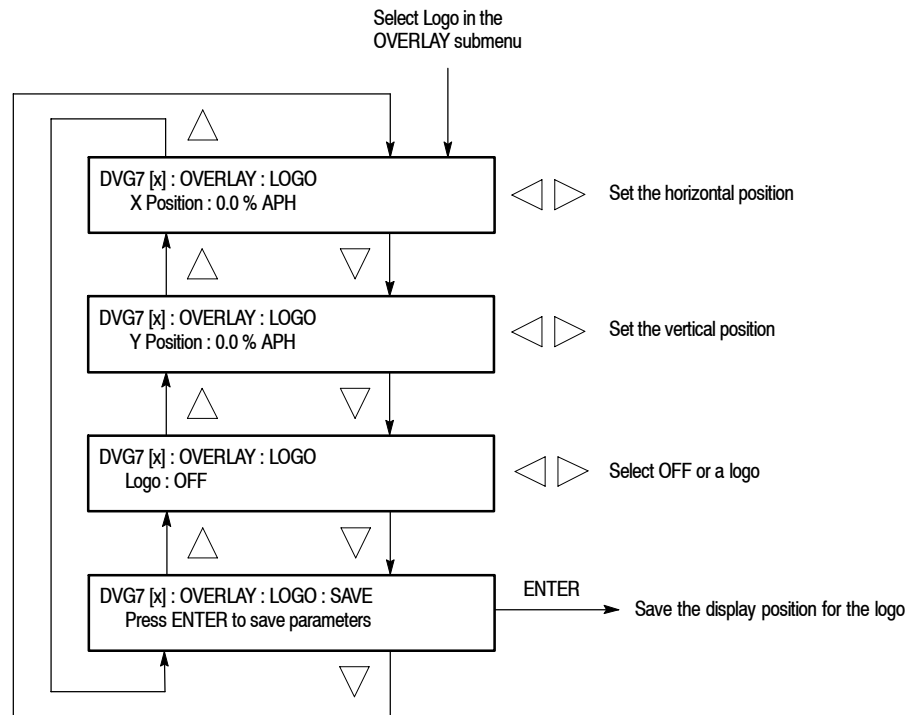 Select Logo in the
OVERLAY submenu
DVG7 [x] : OVERLAY : LOGO
X Position : 0.0 % APH
Set the horizontal position
DVG7 [x] : OVERLAY : LOGO
Y Position : 0.0 % APH
Set the vertical position
DVG7 [x] : OVERLAY : LOGO
Logo : OFF
Select OFF or a logo
DVG7 [x] : OVERLAY : LOGO : SAVE
Press ENTER to save parameters
ENTER
Save the display position for the logo